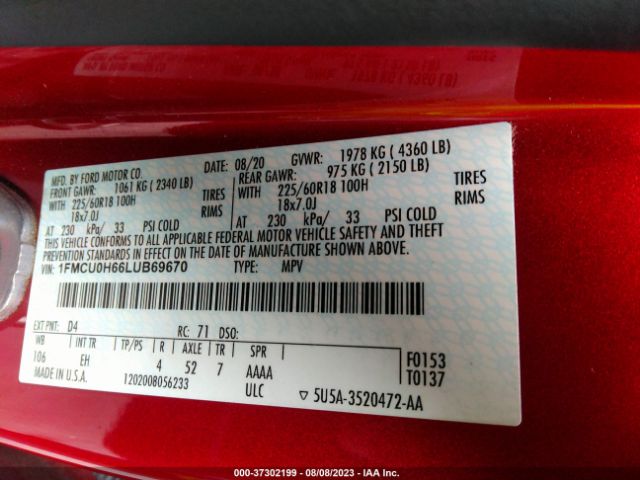 MFD. BY FORD MOTOR CO.
DATE: 08/20 GVWR: 1978 KG ( 4360 LB)
FRONT GAWR: 1061 KG ( 2340 LB) REAR GAWR: 975 KG ( 2150 LB)
WITH 225/60R18 100H TIRES WITH 225/60R18 100H TIRES
18x7.0J RIMS 18x7.0J RIMS
AT 230 kPa/ 33 PSI COLD AT 230 kPa/ 33 PSI COLD
THIS VEHICLE CONFORMS TO ALL APPLICABLE FEDERAL MOTOR VEHICLE SAFETY AND THEFT
PREVENTION STANDARDS IN EFFECT ON THE DATE OF MANUFACTURE SHOWN ABOVE.
VIN: 1FMCU0H66LUB69670 TYPE: MPV
EXT PNT: D4 RC: 71 DSO:
WB INT TR TP/PS R AXLE TR SPR
106 EH 4 52 7 AAAA F0153
MADE IN U.S.A. ULC T0137
1202008056233 ▽ 5U5A-3520472-AA
000-37302199 - 08/08/2023 - IAA Inc.